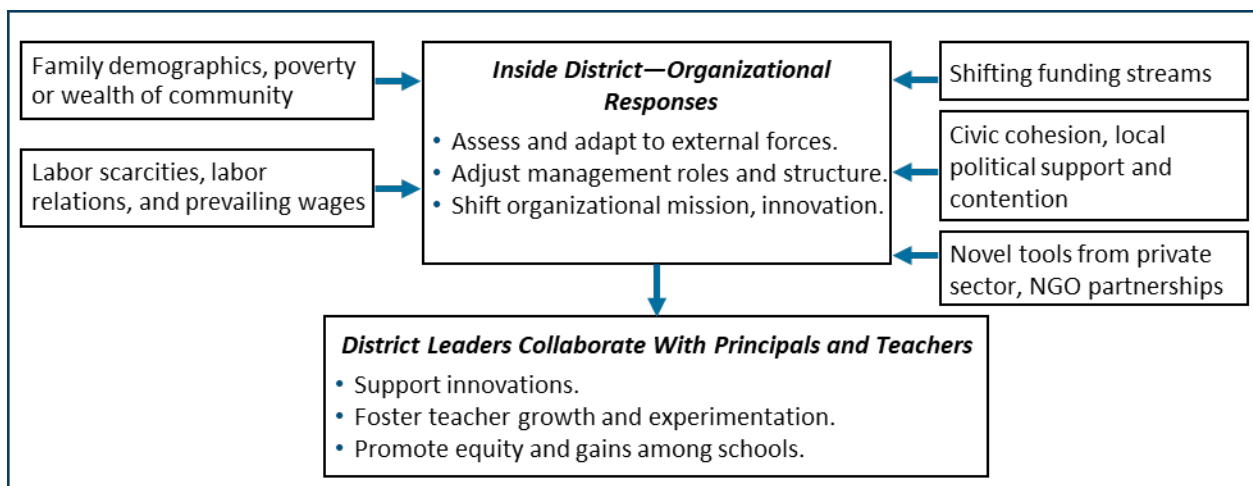 Family demographics, poverty
or wealth of community
Labor scarcities, labor
relations, and prevailing wages
Inside District—Organizational
Responses
• Assess and adapt to external forces.
• Adjust management roles and structure.
• Shift organizational mission, innovation.
Shifting funding streams
Civic cohesion, local
political support and
contention
Novel tools from private
sector, NGO partnerships
District Leaders Collaborate With Principals and Teachers
• Support innovations.
• Foster teacher growth and experimentation.
• Promote equity and gains among schools.